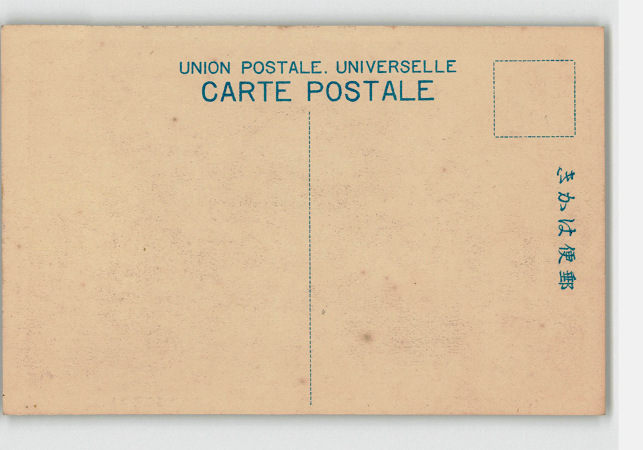 UNION POSTALE. UNIVERSELLE
CARTE POSTALE
きかは便郵